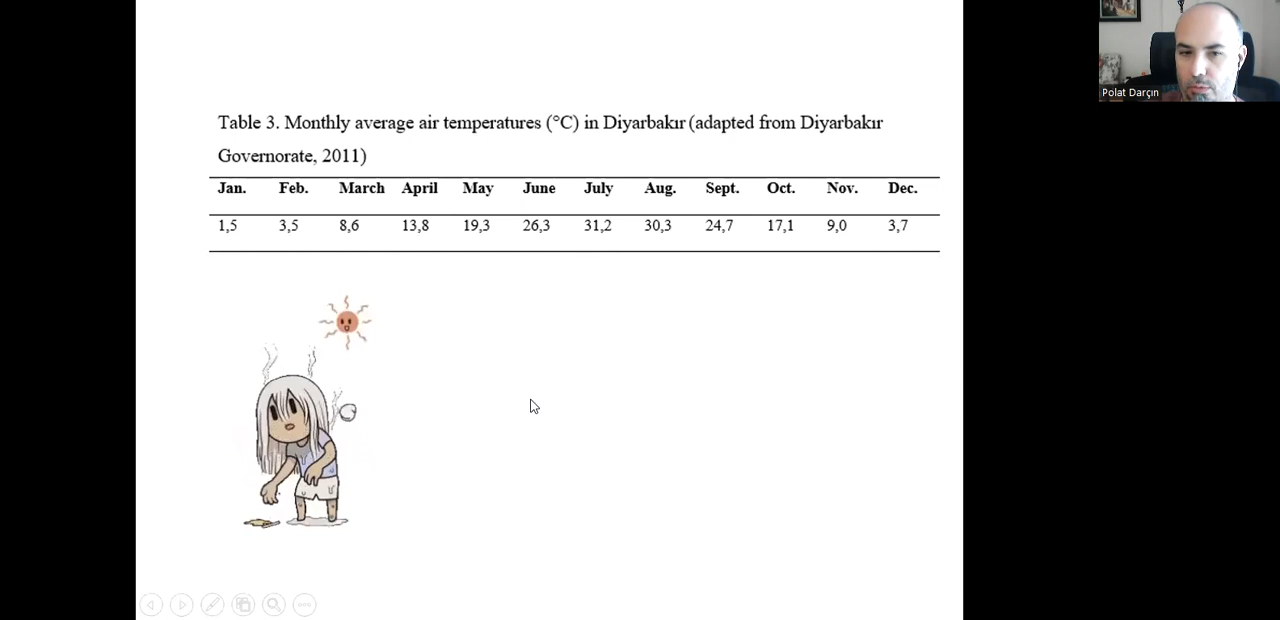 Table 3. Monthly average air temperatures (°C) in Diyarbakır (adapted from Diyarbakır
Governorate, 2011)
Jan. Feb. March April May June July Aug. Sept. Oct. Nov. Dec.
1,5 3,5 8,6 13,8 19,3 26,3 31,2 30,3 24,7 17,1 9,0 3,7
Polat Darçın